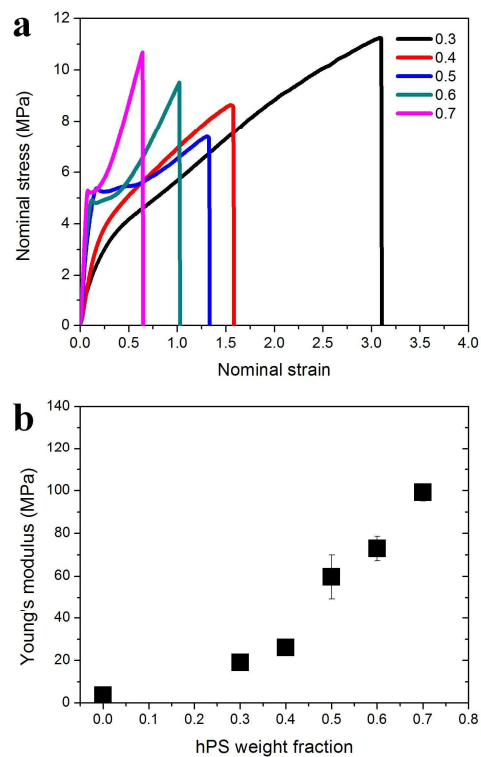 a
12
10
8
6
4
2
0
Nominal stress (MPa)
0.3
0.4
0.5
0.6
0.7
0.0 0.5 1.0 1.5 2.0 2.5 3.0 3.5 4.0
Nominal strain
b
140
120
100
80
60
40
20
0
Young's modulus (MPa)
0.0 0.1 0.2 0.3 0.4 0.5 0.6 0.7 0.8
hPS weight fraction